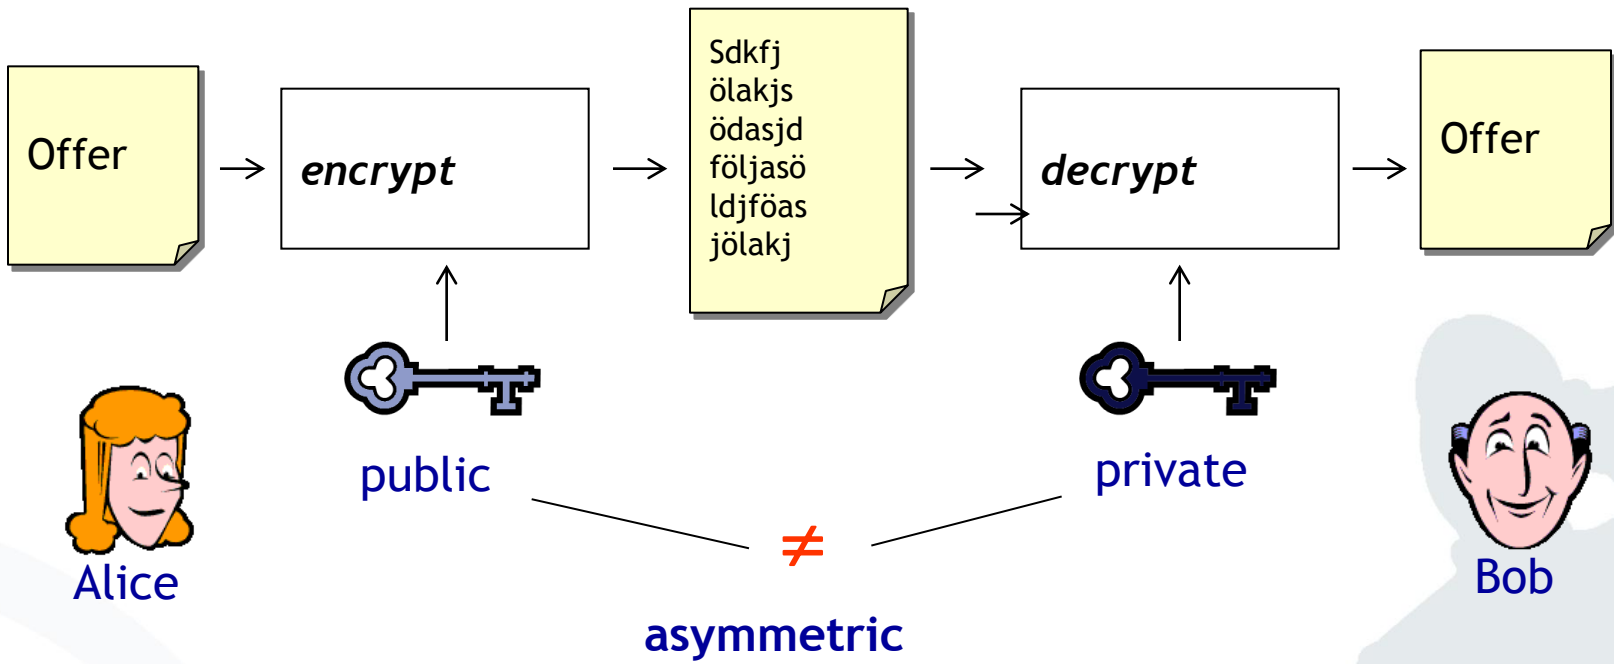 Offer
encrypt
Sdkfj
ölakjs
ödasjd
följasö
ldjföas
jölakj
decrypt
Offer
public
private
≠
Alice
Bob
asymmetric